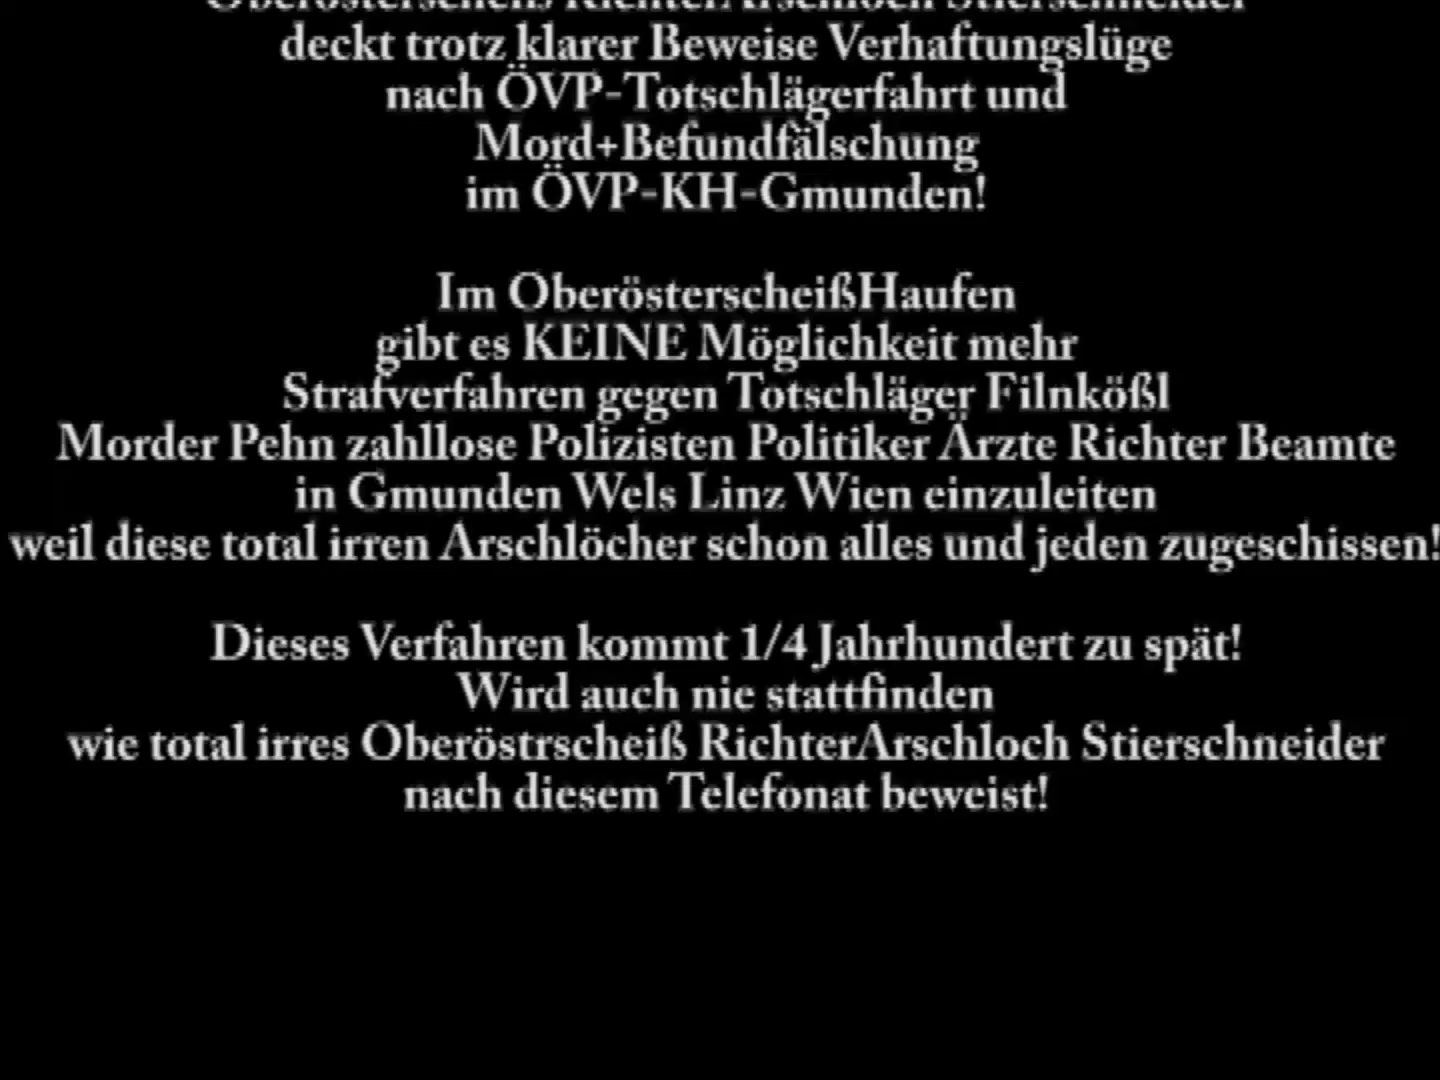 RichterArschloch Stierschneider
deckt trotz klarer Beweise Verhaftungslüge
nach ÖVP-Totschlägerfahrt und
Mord+Befundfälschung
im ÖVP-KH-Gmunden!
Im OberösterscheißHaufen
gibt es KEINE Möglichkeit mehr
Strafverfahren gegen Totschläger Filnkößl
Morder Pehn zahllose Polizisten Politiker Ärzte Richter Beamte
in Gmunden Wels Linz Wien einzuleiten
weil diese total irren Arschlöcher schon alles und jeden zugeschissen!
Dieses Verfahren kommt 1/4 Jahrhundert zu spät!
Wird auch nie stattfinden
wie total irres Oberöstrscheiß RichterArschloch Stierschneider
nach diesem Telefonat beweist!